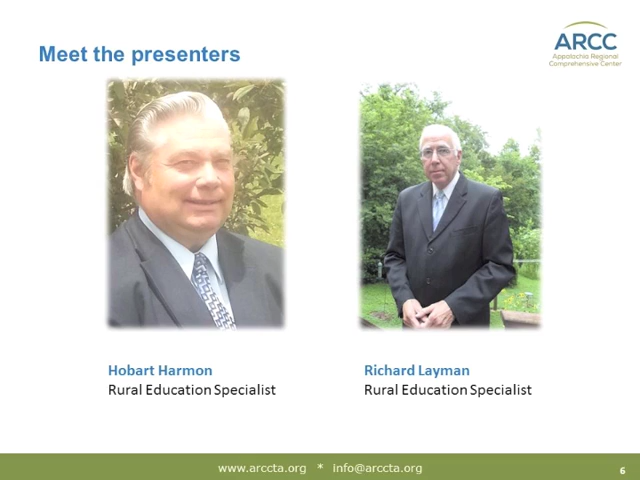 Meet the presenters
ARCC
Appalachia Regional
Comprehensive Center
Hobart Harmon
Rural Education Specialist
Richard Layman
Rural Education Specialist
www.arccta.org * info@arccta.org
6